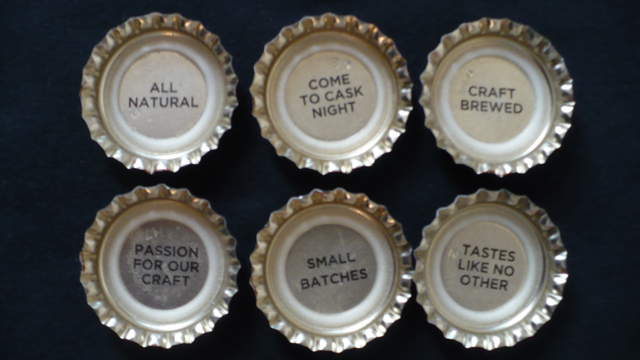 ALL
NATURAL
COME
TO CASK
NIGHT
CRAFT
BREWED
PASSION
FOR OUR
CRAFT
SMALL
BATCHES
TASTES
LIKE NO
OTHER